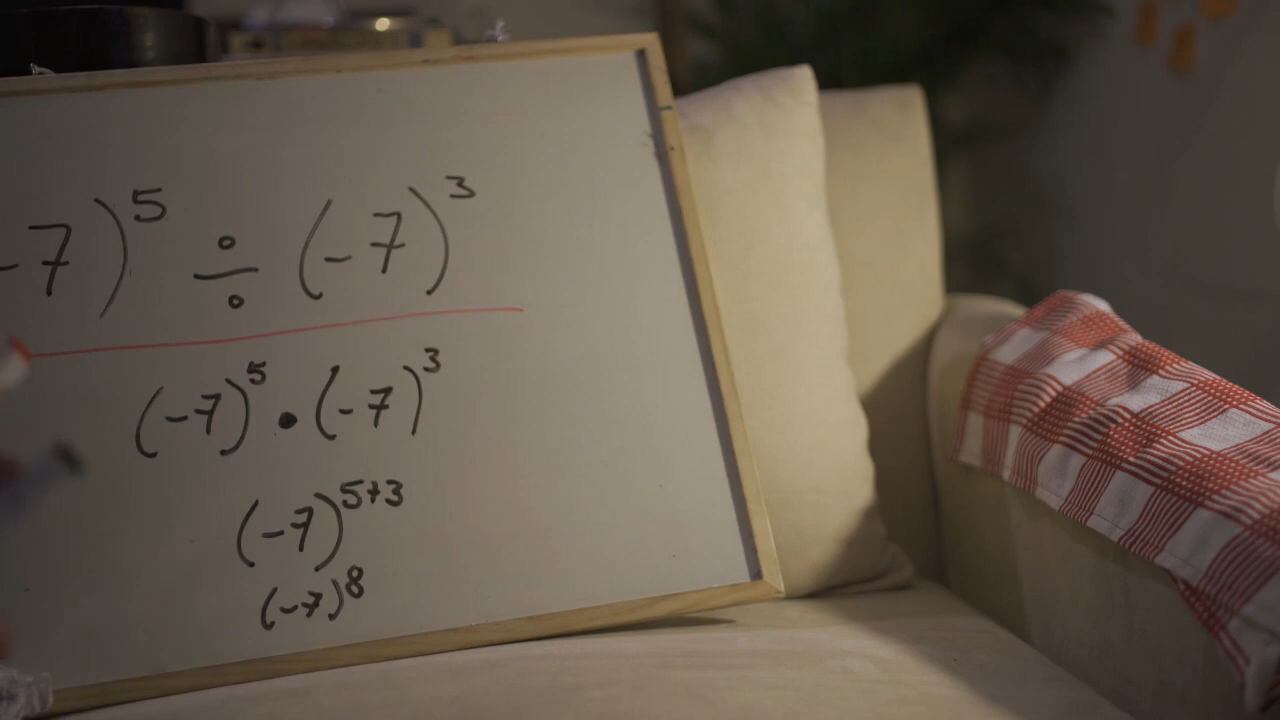 -7)⁵ ÷ (-7)³
(-7)⁵ • (-7)³
(-7)⁵⁺³
(-7)⁸